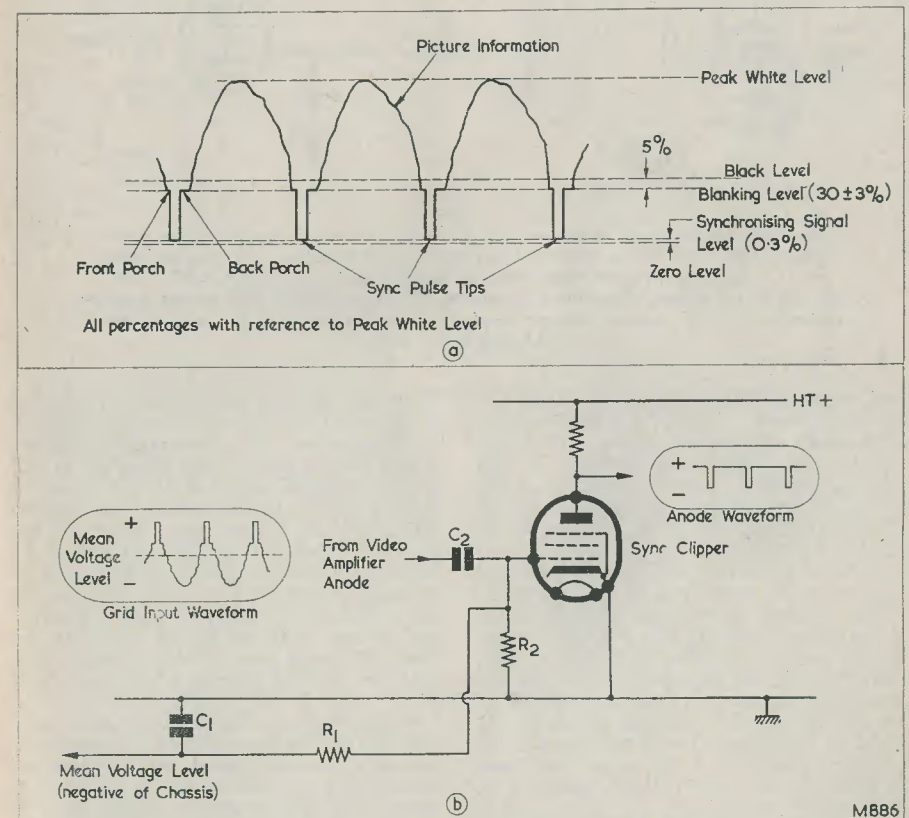 Picture Information
Peak White Level
5%
Black Level
Blanking Level (30±3%)
Synchronising Signal
Level (0·3%)
Zero Level
Front Porch
Back Porch
Sync Pulse Tips
All percentages with reference to Peak White Level
a
HT+
+
−
Anode Waveform
+
Mean
Voltage
Level −
Grid Input Waveform
From Video
Amplifier
Anode
C2
Sync Clipper
R2
C1
R1
Mean Voltage Level
(negative of Chassis)
b
M886